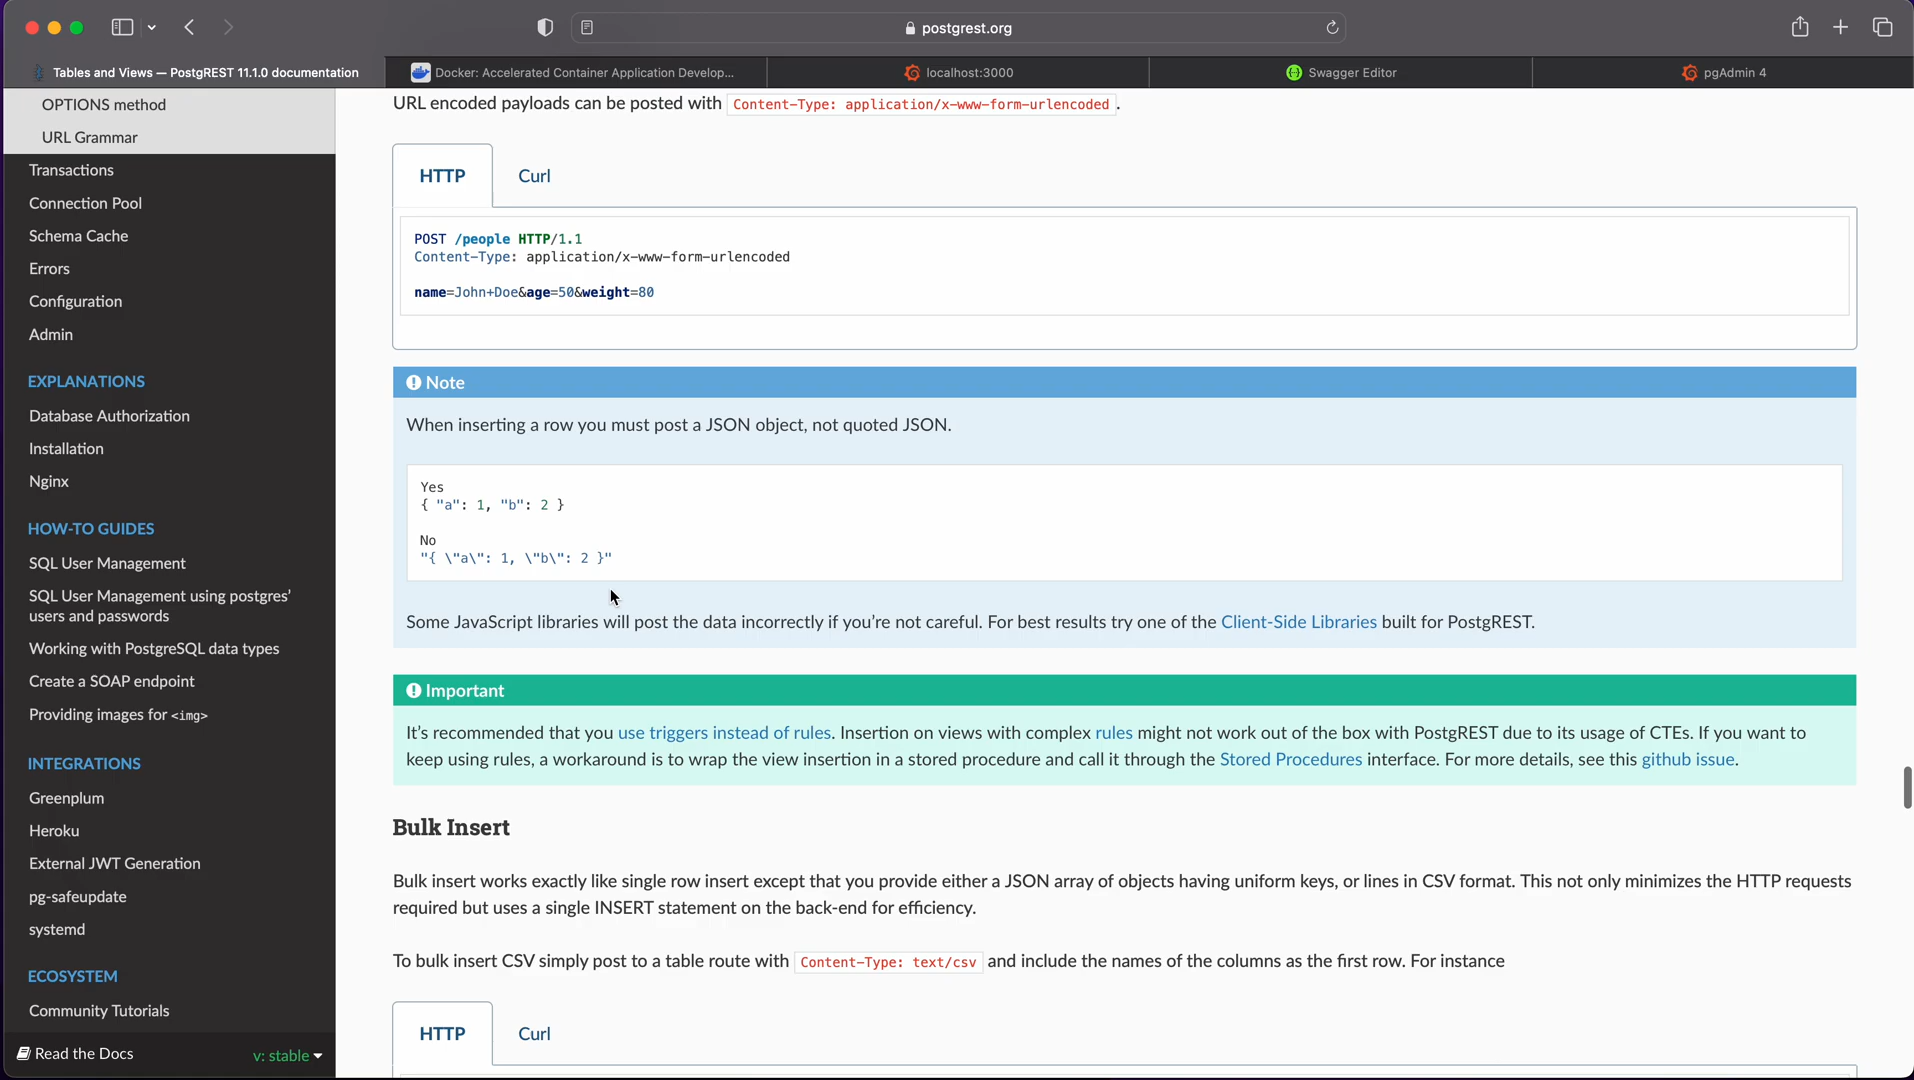 postgrest.org
Tables and Views — PostgREST 11.1.0 documentation
Docker: Accelerated Container Application Develop...
localhost:3000
Swagger Editor
pgAdmin 4
OPTIONS method
URL Grammar
Transactions
Connection Pool
Schema Cache
Errors
Configuration
Admin
EXPLANATIONS
Database Authorization
Installation
Nginx
HOW-TO GUIDES
SQL User Management
SQL User Management using postgres’
users and passwords
Working with PostgreSQL data types
Create a SOAP endpoint
Providing images for <img>
INTEGRATIONS
Greenplum
Heroku
External JWT Generation
pg-safeupdate
systemd
ECOSYSTEM
Community Tutorials
Read the Docs
v: stable
URL encoded payloads can be posted with Content-Type: application/x-www-form-urlencoded .
HTTP
Curl
POST /people HTTP/1.1
Content-Type: application/x-www-form-urlencoded
name=John+Doe&age=50&weight=80
Note
When inserting a row you must post a JSON object, not quoted JSON.
Yes
{ "a": 1, "b": 2 }
No
"{ \"a\": 1, \"b\": 2 }"
Some JavaScript libraries will post the data incorrectly if you’re not careful. For best results try one of the Client-Side Libraries built for PostgREST.
Important
It’s recommended that you use triggers instead of rules. Insertion on views with complex rules might not work out of the box with PostgREST due to its usage of CTEs. If you want to
keep using rules, a workaround is to wrap the view insertion in a stored procedure and call it through the Stored Procedures interface. For more details, see this github issue.
Bulk Insert
Bulk insert works exactly like single row insert except that you provide either a JSON array of objects having uniform keys, or lines in CSV format. This not only minimizes the HTTP requests
required but uses a single INSERT statement on the back-end for efficiency.
To bulk insert CSV simply post to a table route with Content-Type: text/csv and include the names of the columns as the first row. For instance
HTTP
Curl